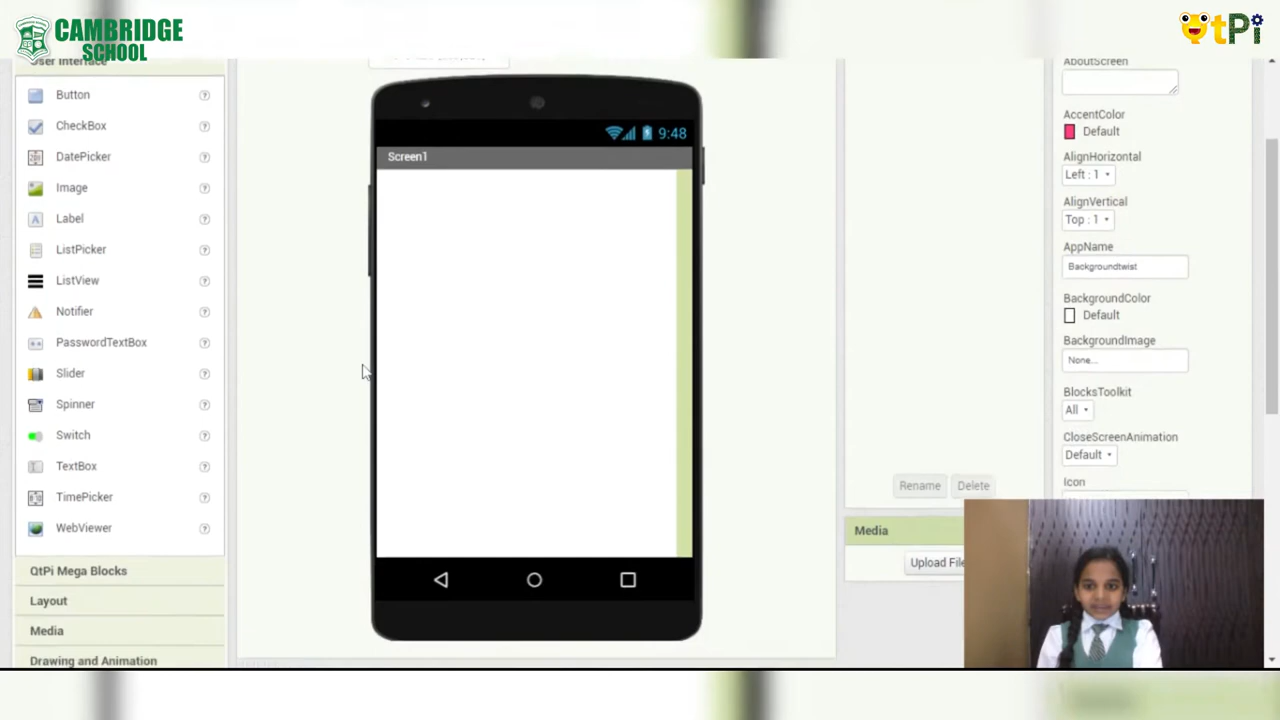 CAMBRIDGE
SCHOOL
QtPi
User Interface
Button
?
CheckBox
?
DatePicker
?
Image
?
Label
?
ListPicker
?
ListView
?
Notifier
?
PasswordTextBox
?
Slider
?
Spinner
?
Switch
?
TextBox
?
TimePicker
?
WebViewer
?
QtPi Mega Blocks
Layout
Media
Drawing and Animation
9:48
Screen1
Rename
Delete
Media
Upload File
AboutScreen
AccentColor
Default
AlignHorizontal
Left : 1
AlignVertical
Top : 1
AppName
Backgroundtwist
BackgroundColor
Default
BackgroundImage
None...
BlocksToolkit
All
CloseScreenAnimation
Default
Icon